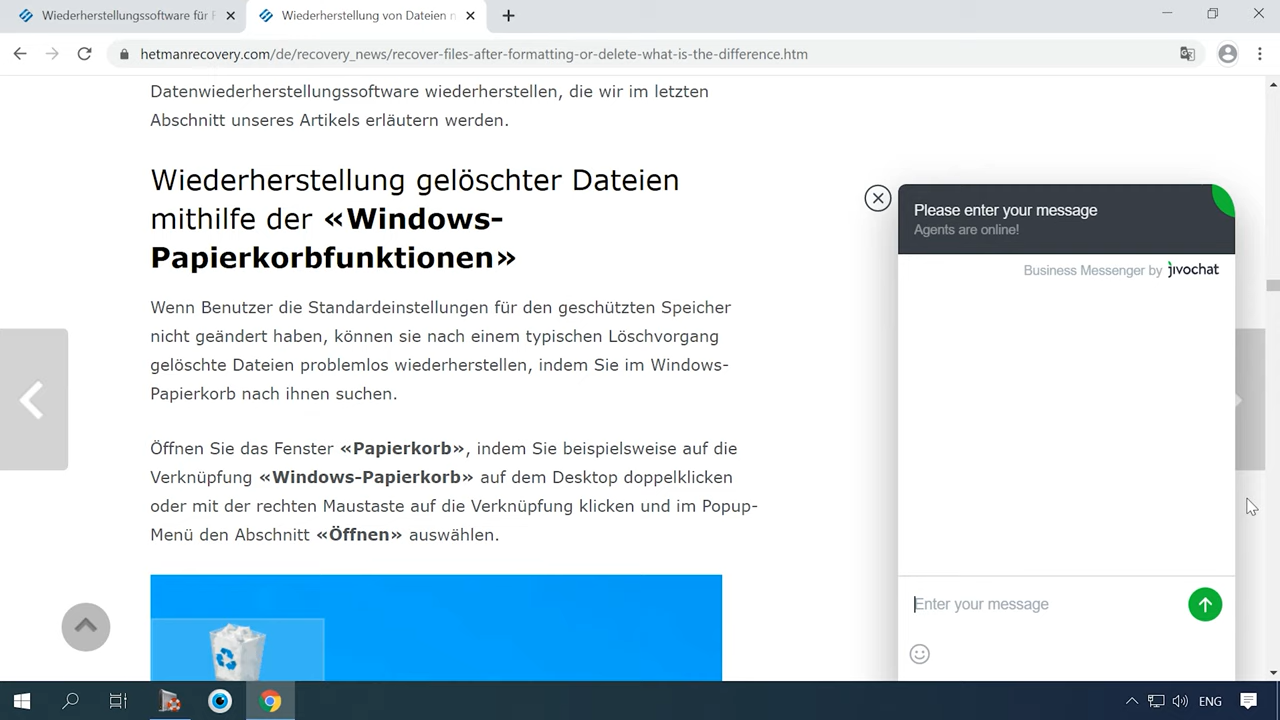 Wiederherstellungssoftware für F
Wiederherstellung von Dateien n
hetmanrecovery.com/de/recovery_news/recover-files-after-formatting-or-delete-what-is-the-difference.htm
Datenwiederherstellungssoftware wiederherstellen, die wir im letzten
Abschnitt unseres Artikels erläutern werden.
Wiederherstellung gelöschter Dateien
mithilfe der «Windows-
Papierkorbfunktionen»
Wenn Benutzer die Standardeinstellungen für den geschützten Speicher
nicht geändert haben, können sie nach einem typischen Löschvorgang
gelöschte Dateien problemlos wiederherstellen, indem Sie im Windows-
Papierkorb nach ihnen suchen.
Öffnen Sie das Fenster «Papierkorb», indem Sie beispielsweise auf die
Verknüpfung «Windows-Papierkorb» auf dem Desktop doppelklicken
oder mit der rechten Maustaste auf die Verknüpfung klicken und im Popup-
Menü den Abschnitt «Öffnen» auswählen.
Please enter your message
Agents are online!
Business Messenger by jivochat
Enter your message
ENG